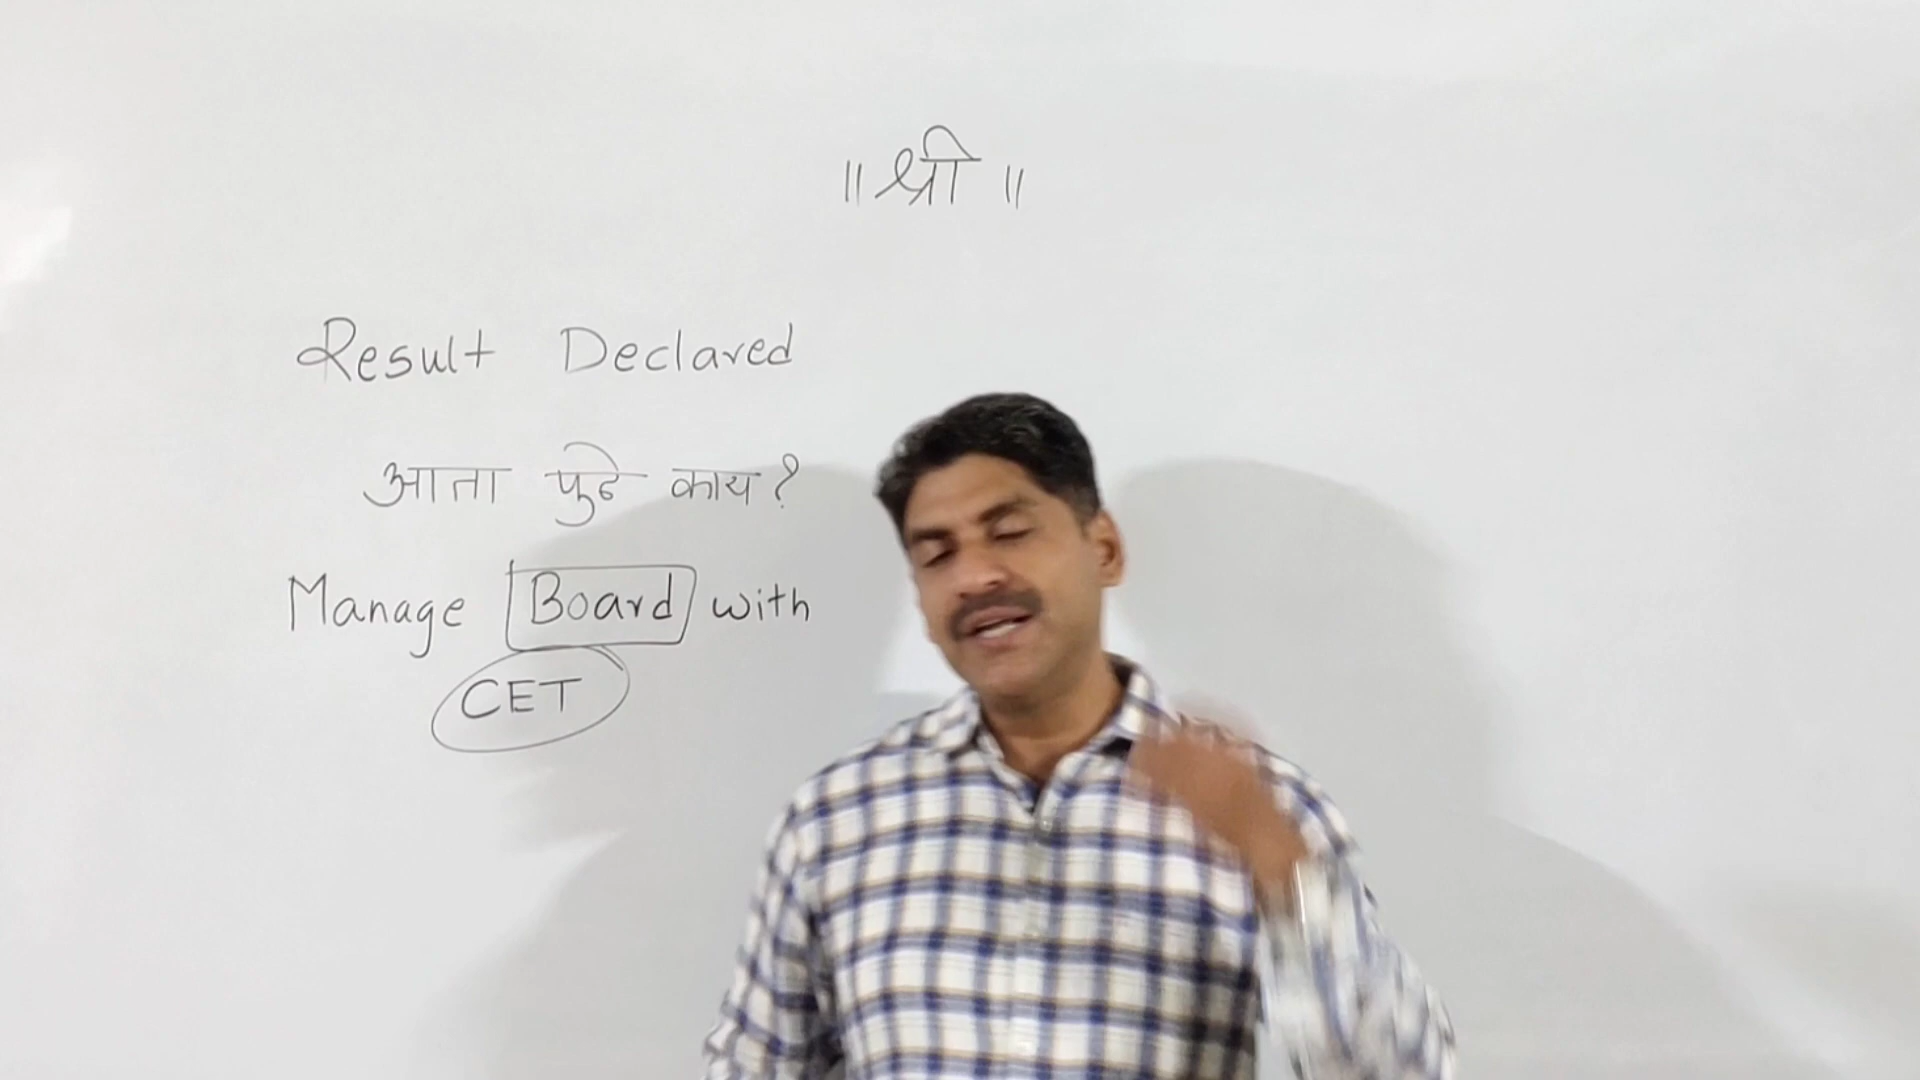 ॥ श्री ॥
Result Declared
आता पुढे काय?
Manage Board with
CET